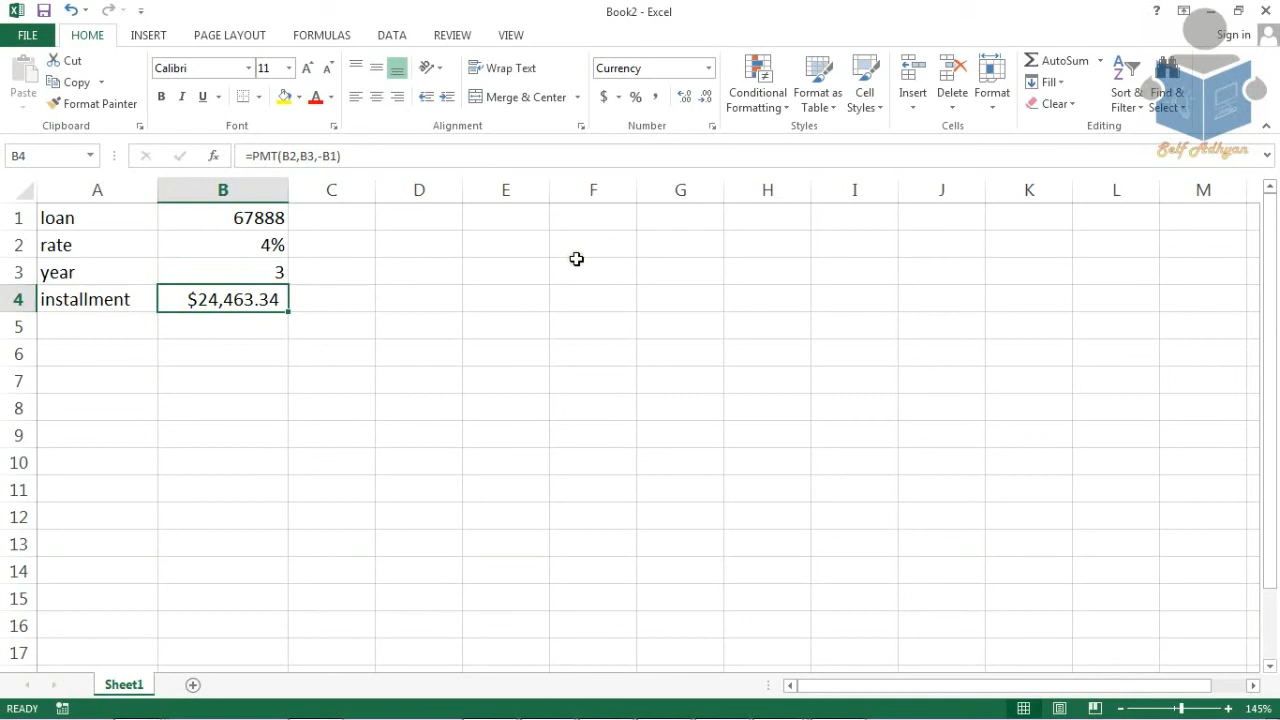 Book2 - Excel
?
Sign in
FILE
HOME
INSERT
PAGE LAYOUT
FORMULAS
DATA
REVIEW
VIEW
Paste
Cut
Copy
Format Painter
Clipboard
Calibri
11
B I U
A
Font
Wrap Text
Merge & Center
Alignment
Currency
$ % ,
Number
Conditional Formatting
Format as Table
Cell Styles
Styles
Insert
Delete
Format
Cells
AutoSum
Fill
Clear
Sort & Filter
Find & Select
Editing
Self Adhyan
B4
fx
=PMT(B2,B3,-B1)
A B C D E F G H I J K L M
1 loan 67888
2 rate 4%
3 year 3
4 installment $24,463.34
5
6
7
8
9
10
11
12
13
14
15
16
17
Sheet1
READY
145%